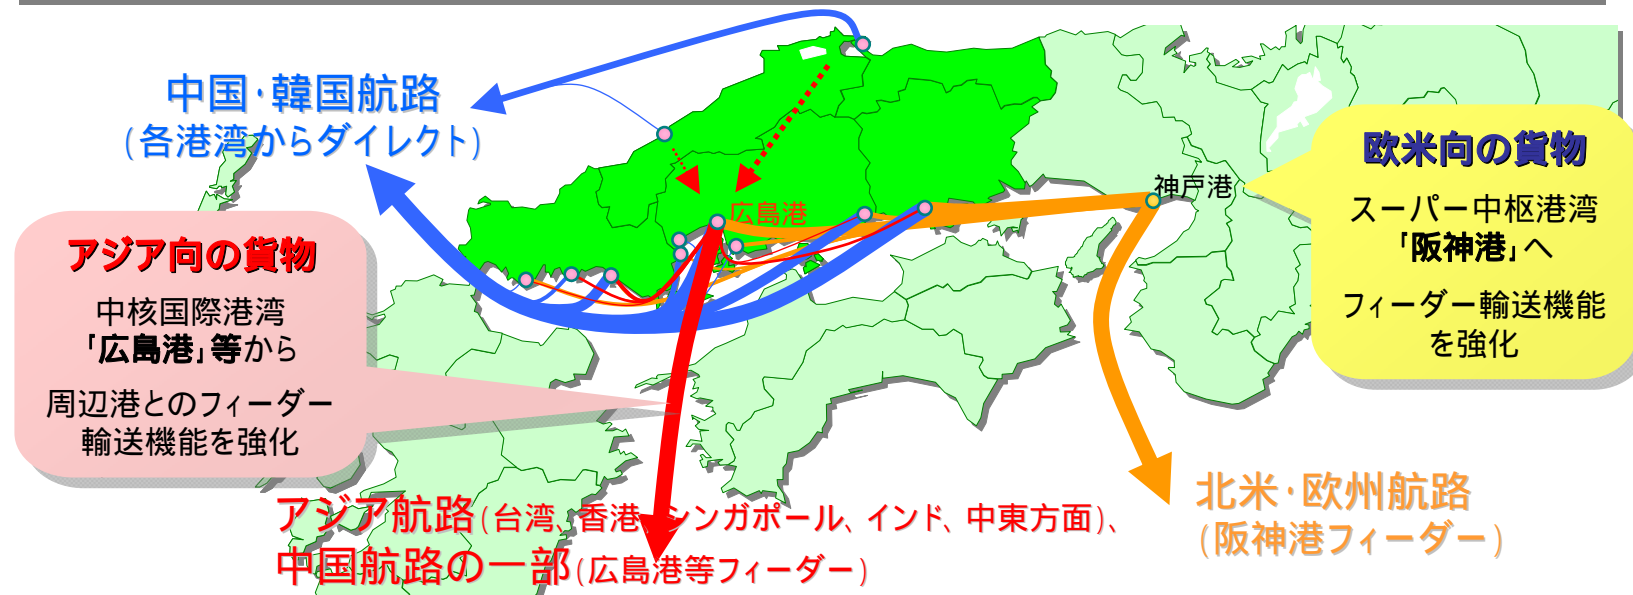 中国・韓国航路
(各港湾からダイレクト)
アジア向の貨物
中核国際港湾
「広島港」等から
周辺港とのフィーダー
輸送機能を強化
広島港
神戸港
欧米向の貨物
スーパー中枢港湾
「阪神港」へ
フィーダー輸送機能
を強化
アジア航路(台湾、香港、シンガポール、インド、中東方面)、
中国航路の一部(広島港等フィーダー)
北米・欧州航路
(阪神港フィーダー)